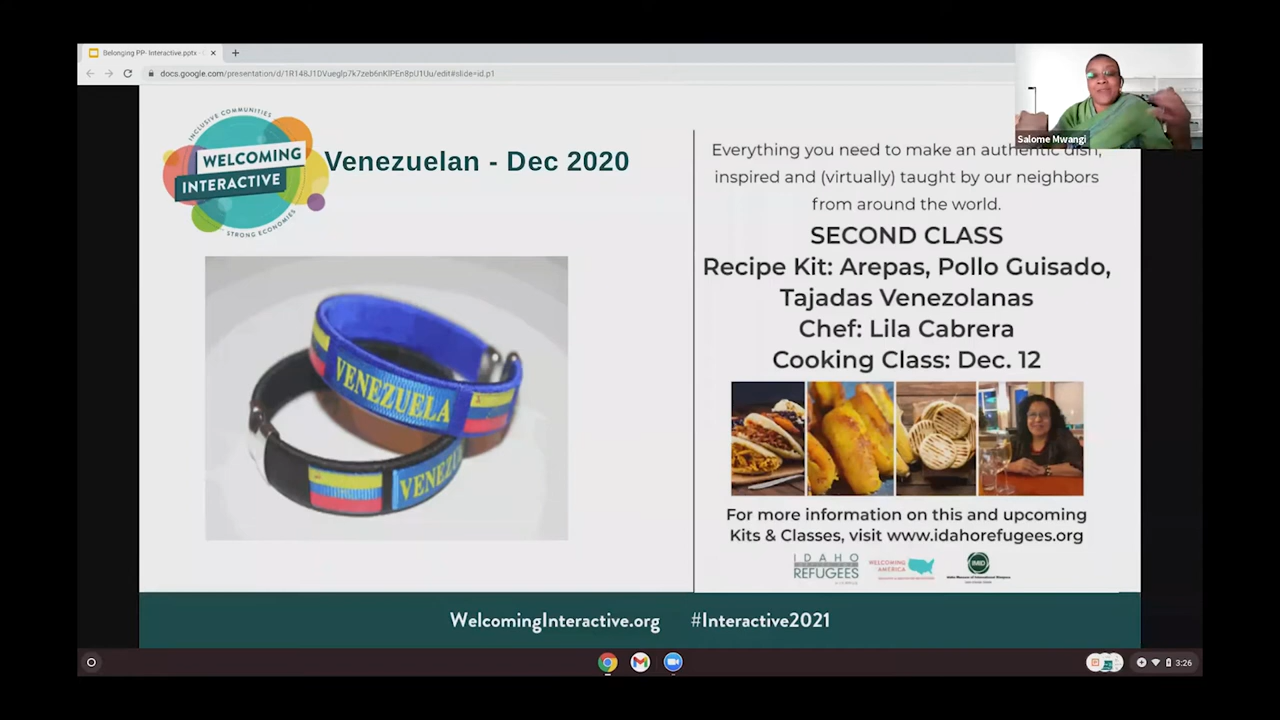 Belonging PP- Interactive.pptx -
docs.google.com/presentation/d/1R148J1DVueglp7k7zeb6nKlPEn8pU1Uu/edit#slide=id.p1
Salome Mwangi
INCLUSIVE COMMUNITIES
WELCOMING
INTERACTIVE
STRONG ECONOMIES
Venezuelan - Dec 2020
VENEZUELA
Everything you need to make an authentic dish,
inspired and (virtually) taught by our neighbors
from around the world.
SECOND CLASS
Recipe Kit: Arepas, Pollo Guisado,
Tajadas Venezolanas
Chef: Lila Cabrera
Cooking Class: Dec. 12
For more information on this and upcoming
Kits & Classes, visit www.idahorefugees.org
IDAHO
REFUGEES
WELCOMING
AMERICA
IMID
WelcomingInteractive.org #Interactive2021
3:26